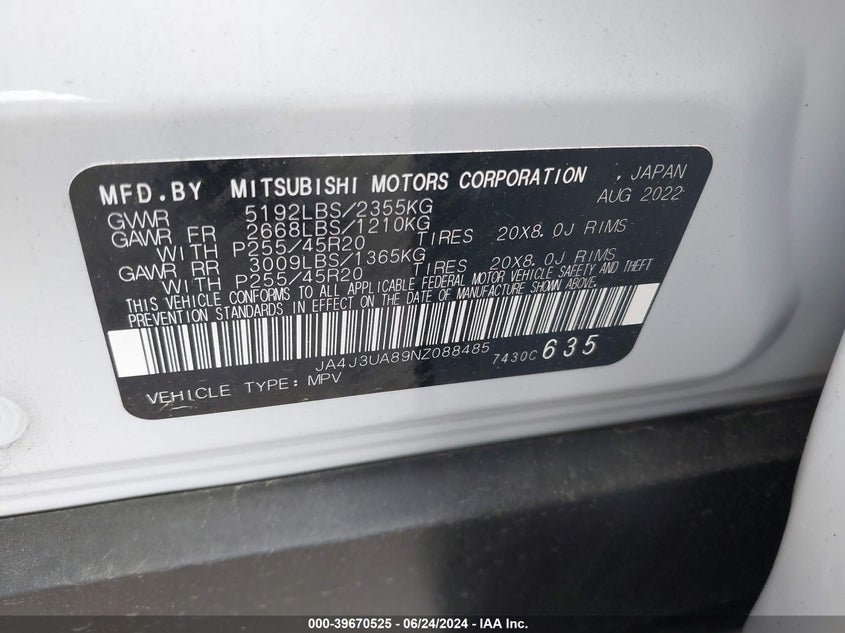 MFD.BY MITSUBISHI MOTORS CORPORATION , JAPAN
AUG 2022
GVWR 5192LBS/2355KG
GAWR FR 2668LBS/1210KG
WITH P255/45R20 TIRES 20X8.0J RIMS
GAWR RR 3009LBS/1365KG
WITH P255/45R20 TIRES 20X8.0J RIMS
THIS VEHICLE CONFORMS TO ALL APPLICABLE FEDERAL MOTOR VEHICLE SAFETY AND THEFT
PREVENTION STANDARDS IN EFFECT ON THE DATE OF MANUFACTURE SHOWN ABOVE.
JA4J3UA89NZ088485 7430C 635
VEHICLE TYPE: MPV
000-39670525 - 06/24/2024 - IAA Inc.